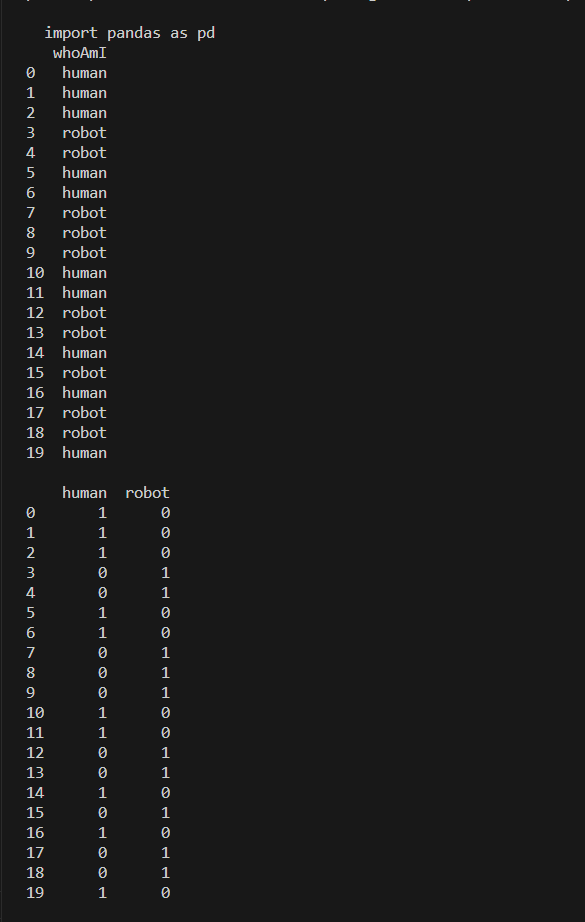 import pandas as pd
whoAmI
0 human
1 human
2 human
3 robot
4 robot
5 human
6 human
7 robot
8 robot
9 robot
10 human
11 human
12 robot
13 robot
14 human
15 robot
16 human
17 robot
18 robot
19 human
human robot
0 1 0
1 1 0
2 1 0
3 0 1
4 0 1
5 1 0
6 1 0
7 0 1
8 0 1
9 0 1
10 1 0
11 1 0
12 0 1
13 0 1
14 1 0
15 0 1
16 1 0
17 0 1
18 0 1
19 1 0